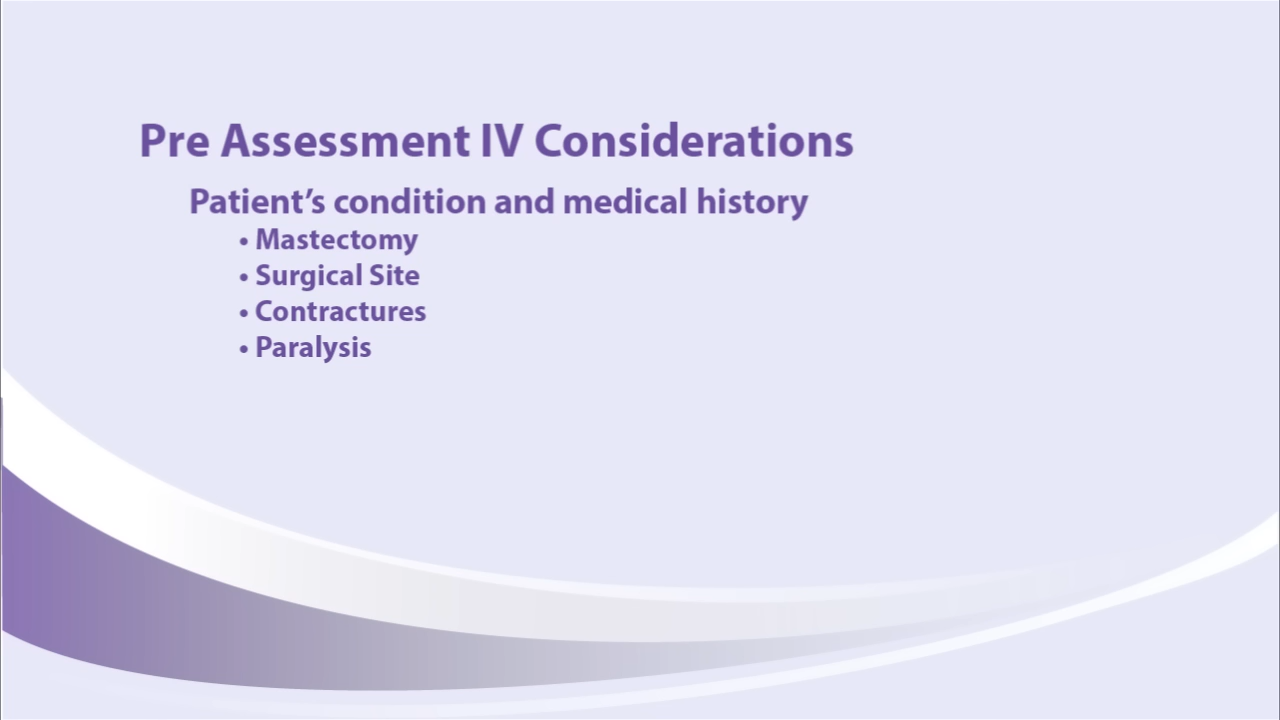 Pre Assessment IV Considerations
Patient’s condition and medical history
• Mastectomy
• Surgical Site
• Contractures
• Paralysis